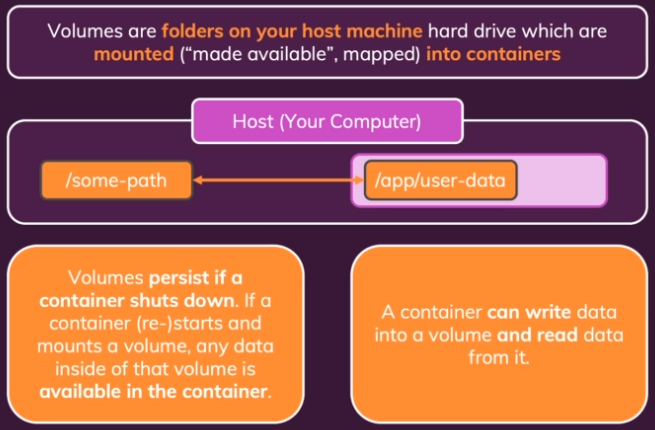 Volumes are folders on your host machine hard drive which are
mounted (“made available”, mapped) into containers
Host (Your Computer)
/some-path
/app/user-data
Volumes persist if a
container shuts down. If a
container (re-)starts and
mounts a volume, any data
inside of that volume is
available in the container.
A container can write data
into a volume and read data
from it.